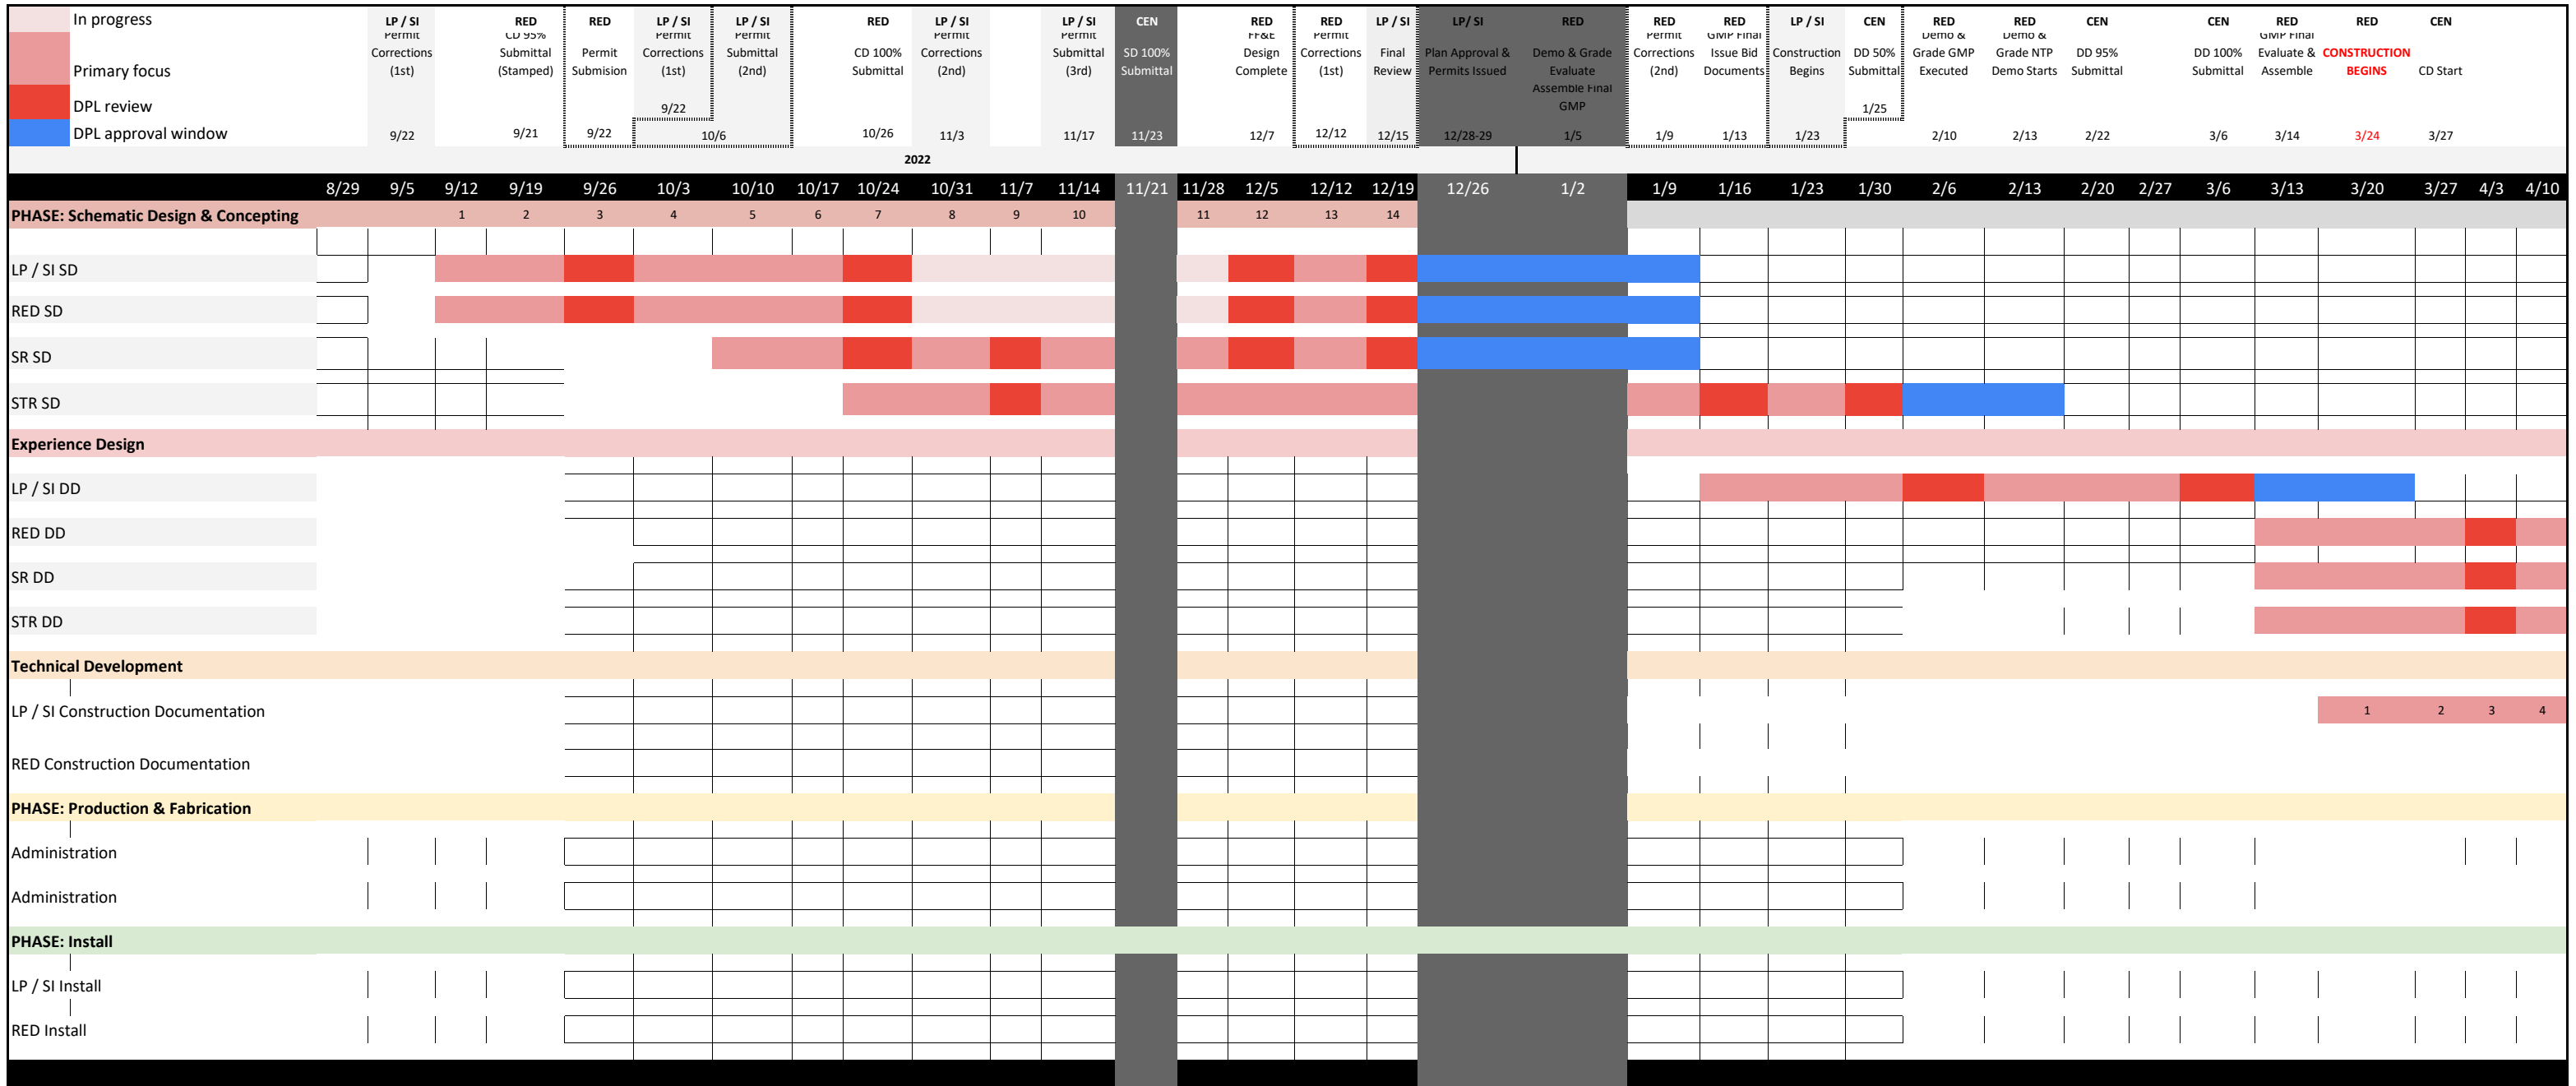 In progress
Primary focus
DPL review
DPL approval window
LP / SI
Permit
Corrections
(1st)
9/22
RED
CD 95%
Submittal
(Stamped)
9/21
RED
Permit
Submision
9/22
LP / SI
Permit
Corrections
(1st)
9/22
LP / SI
Permit
Submittal
(2nd)
10/6
RED
CD 100%
Submittal
10/26
LP / SI
Permit
Corrections
(2nd)
11/3
LP / SI
Permit
Submittal
(3rd)
11/17
CEN
SD 100%
Submittal
11/23
RED
FF&E
Design
Complete
12/7
RED
Permit
Corrections
(1st)
12/12
LP / SI
Final
Review
12/15
LP/ SI
Plan Approval &
Permits Issued
12/28-29
RED
Demo & Grade
Evaluate
Assemble Final
GMP
1/5
RED
Permit
Corrections
(2nd)
1/9
RED
GMP Final
Issue Bid
Documents
1/13
LP / SI
Construction
Begins
1/23
CEN
DD 50%
Submittal
1/25
RED
Demo &
Grade GMP
Executed
2/10
RED
Demo &
Grade NTP
Demo Starts
2/13
CEN
DD 95%
Submittal
2/22
CEN
DD 100%
Submittal
3/6
RED
GMP Final
Evaluate &
Assemble
3/14
RED
CONSTRUCTION
BEGINS
3/24
CEN
CD Start
3/27
2022
8/29 9/5 9/12 9/19 9/26 10/3 10/10 10/17 10/24 10/31 11/7 11/14 11/21 11/28 12/5 12/12 12/19 12/26 1/2 1/9 1/16 1/23 1/30 2/6 2/13 2/20 2/27 3/6 3/13 3/20 3/27 4/3 4/10
PHASE: Schematic Design & Concepting 1 2 3 4 5 6 7 8 9 10 11 12 13 14
LP / SI SD
RED SD
SR SD
STR SD
Experience Design
LP / SI DD
RED DD
SR DD
STR DD
Technical Development
LP / SI Construction Documentation 1 2 3 4
RED Construction Documentation
PHASE: Production & Fabrication
Administration
Administration
PHASE: Install
LP / SI Install
RED Install